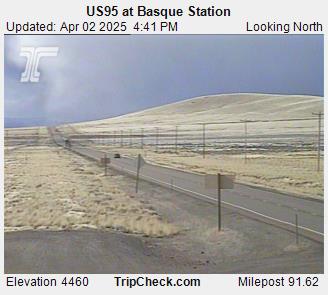 US95 at Basque Station
Updated: Apr 02 2025 4:41 PM Looking North
Elevation 4460 TripCheck.com Milepost 91.62